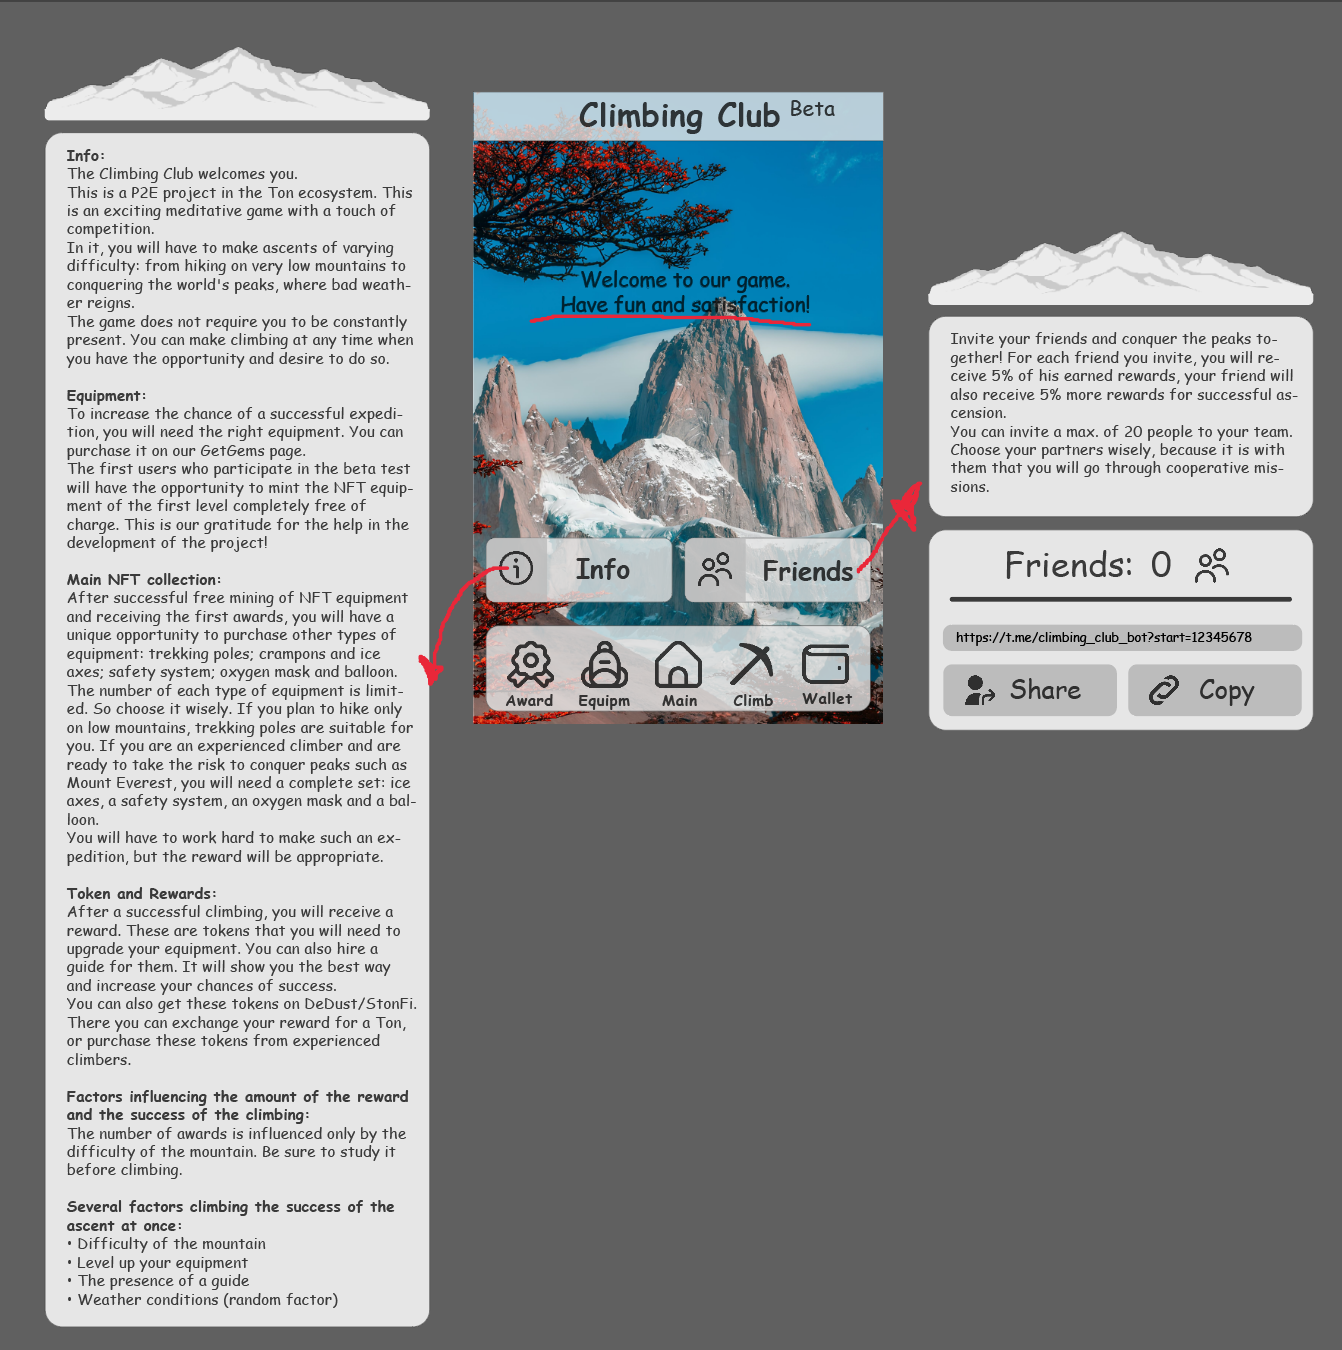 Info:
The Climbing Club welcomes you.
This is a P2E project in the Ton ecosystem. This
is an exciting meditative game with a touch of
competition.
In it, you will have to make ascents of varying
difficulty: from hiking on very low mountains to
conquering the world's peaks, where bad weath-
er reigns.
The game does not require you to be constantly
present. You can make climbing at any time when
you have the opportunity and desire to do so.
Equipment:
To increase the chance of a successful expedi-
tion, you will need the right equipment. You can
purchase it on our GetGems page.
The first users who participate in the beta test
will have the opportunity to mint the NFT equip-
ment of the first level completely free of
charge. This is our gratitude for the help in the
development of the project!
Main NFT collection:
After successful free mining of NFT equipment
and receiving the first awards, you will have a
unique opportunity to purchase other types of
equipment: trekking poles; crampons and ice
axes; safety system; oxygen mask and balloon.
The number of each type of equipment is limit-
ed. So choose it wisely. If you plan to hike only
on low mountains, trekking poles are suitable for
you. If you are an experienced climber and are
ready to take the risk to conquer peaks such as
Mount Everest, you will need a complete set: ice
axes, a safety system, an oxygen mask and a bal-
loon.
You will have to work hard to make such an ex-
pedition, but the reward will be appropriate.
Token and Rewards:
After a successful climbing, you will receive a
reward. These are tokens that you will need to
upgrade your equipment. You can also hire a
guide for them. It will show you the best way
and increase your chances of success.
You can also get these tokens on DeDust/StonFi.
There you can exchange your reward for a Ton,
or purchase these tokens from experienced
climbers.
Factors influencing the amount of the reward
and the success of the climbing:
The number of awards is influenced only by the
difficulty of the mountain. Be sure to study it
before climbing.
Several factors climbing the success of the
ascent at once:
• Difficulty of the mountain
• Level up your equipment
• The presence of a guide
• Weather conditions (random factor)
Climbing Club Beta
Welcome to our game.
Have fun and satisfaction!
Info
Friends
Award
Equipm
Main
Climb
Wallet
Invite your friends and conquer the peaks to-
gether! For each friend you invite, you will re-
ceive 5% of his earned rewards, your friend will
also receive 5% more rewards for successful as-
cension.
You can invite a max. of 20 people to your team.
Choose your partners wisely, because it is with
them that you will go through cooperative mis-
sions.
Friends: 0
https://t.me/climbing_club_bot?start=12345678
Share
Copy